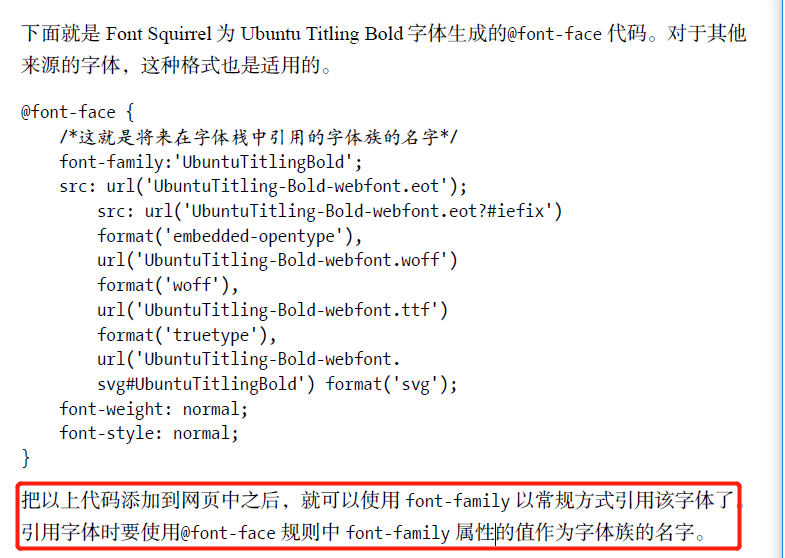 下面就是 Font Squirrel 为 Ubuntu Titling Bold 字体生成的@font-face 代码。对于其他
来源的字体，这种格式也是适用的。
@font-face {
/*这就是将来在字体栈中引用的字体族的名字*/
font-family:'UbuntuTitlingBold';
src: url('UbuntuTitling-Bold-webfont.eot');
src: url('UbuntuTitling-Bold-webfont.eot?#iefix')
format('embedded-opentype'),
url('UbuntuTitling-Bold-webfont.woff')
format('woff'),
url('UbuntuTitling-Bold-webfont.ttf')
format('truetype'),
url('UbuntuTitling-Bold-webfont.
svg#UbuntuTitlingBold') format('svg');
font-weight: normal;
font-style: normal;
}
把以上代码添加到网页中之后，就可以使用 font-family 以常规方式引用该字体了。
引用字体时要使用@font-face 规则中 font-family 属性的值作为字体族的名字。